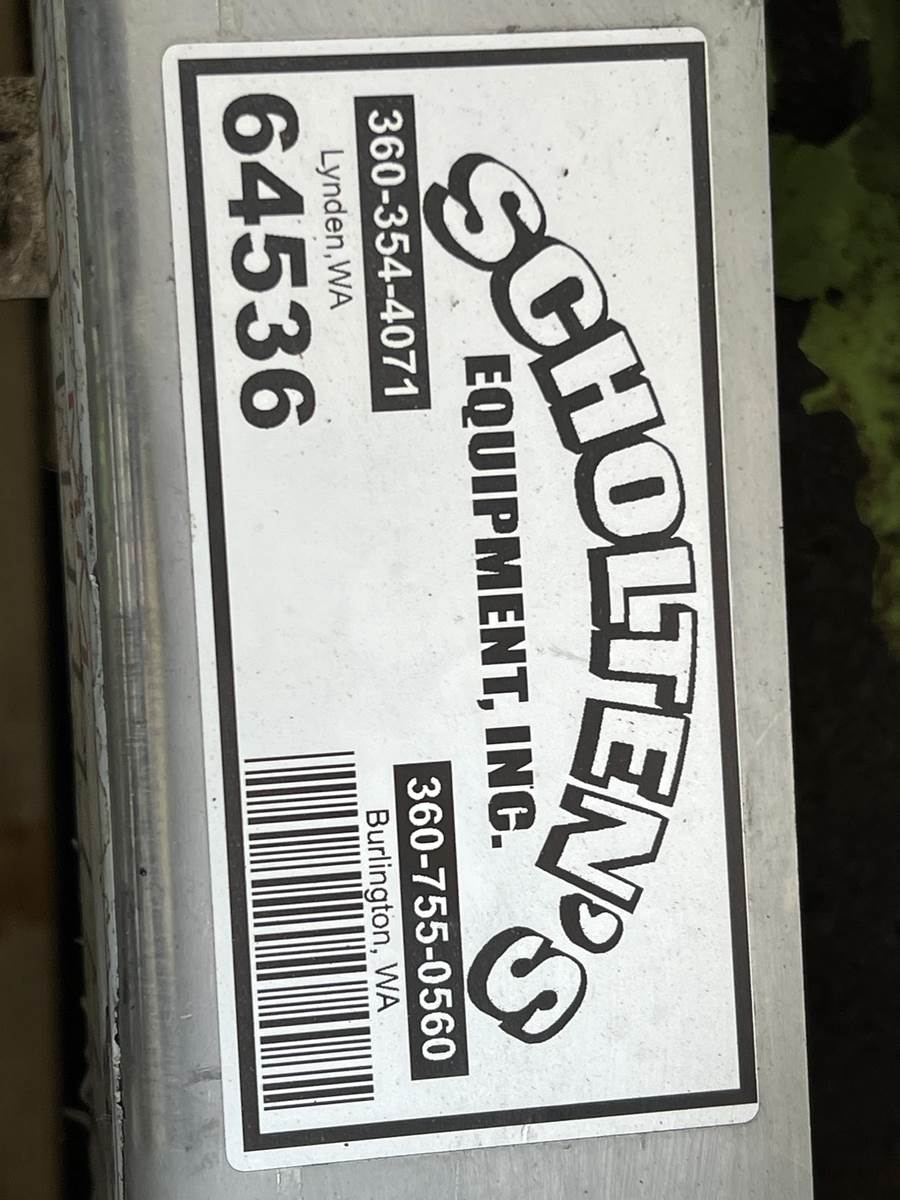 SCHOLTEN'S
EQUIPMENT, INC.
360-354-4071
Lynden, WA
360-755-0560
Burlington, WA
64536